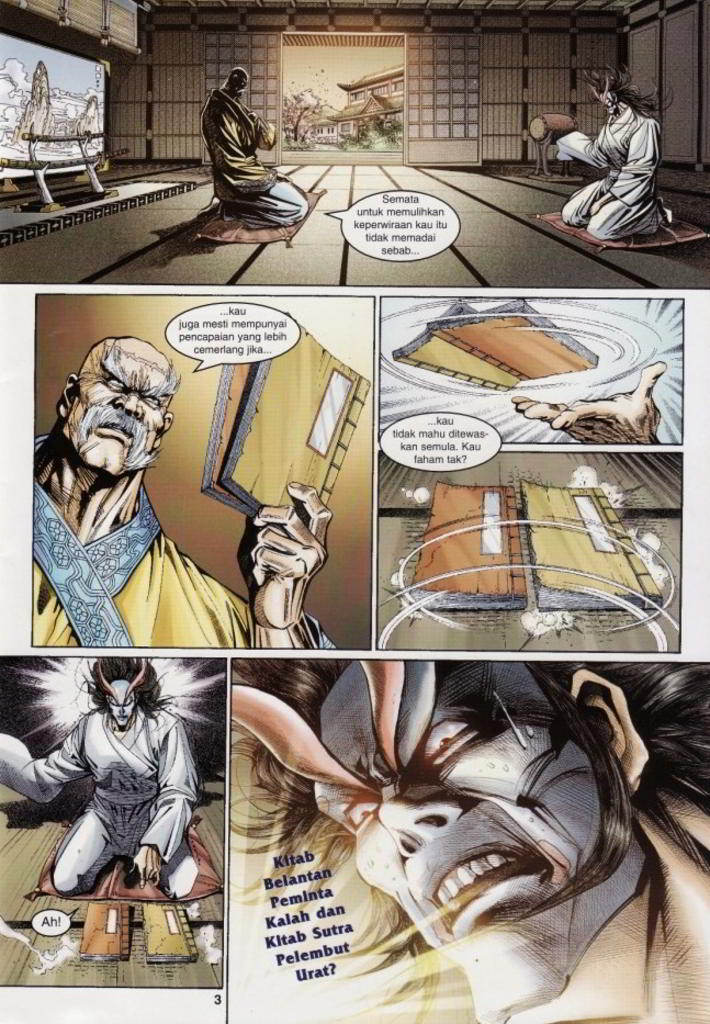 Semata
untuk memulihkan
keperwiraan kau itu
tidak memadai
sebab...
...kau
juga mesti mempunyai
pencapaian yang lebih
cemerlang jika...
...kau
tidak mahu ditewas-
kan semula. Kau
faham tak?
Ah!
Kitab
Belantan
Peminta
Kalah dan
Kitab Sutra
Pelembut
Urat?
3